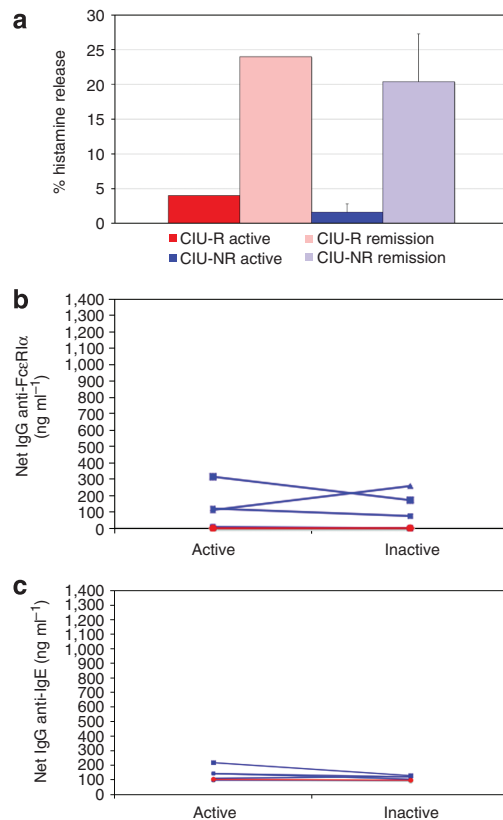 a
% histamine release
30
25
20
15
10
5
0
CIU-R active
CIU-R remission
CIU-NR active
CIU-NR remission
b
Net IgG anti-FcεRIα
(ng ml⁻¹)
1,400
1,300
1,200
1,100
1,000
900
800
700
600
500
400
300
200
100
0
Active
Inactive
c
Net IgG anti-IgE (ng ml⁻¹)
1,400
1,300
1,200
1,100
1,000
900
800
700
600
500
400
300
200
100
0
Active
Inactive